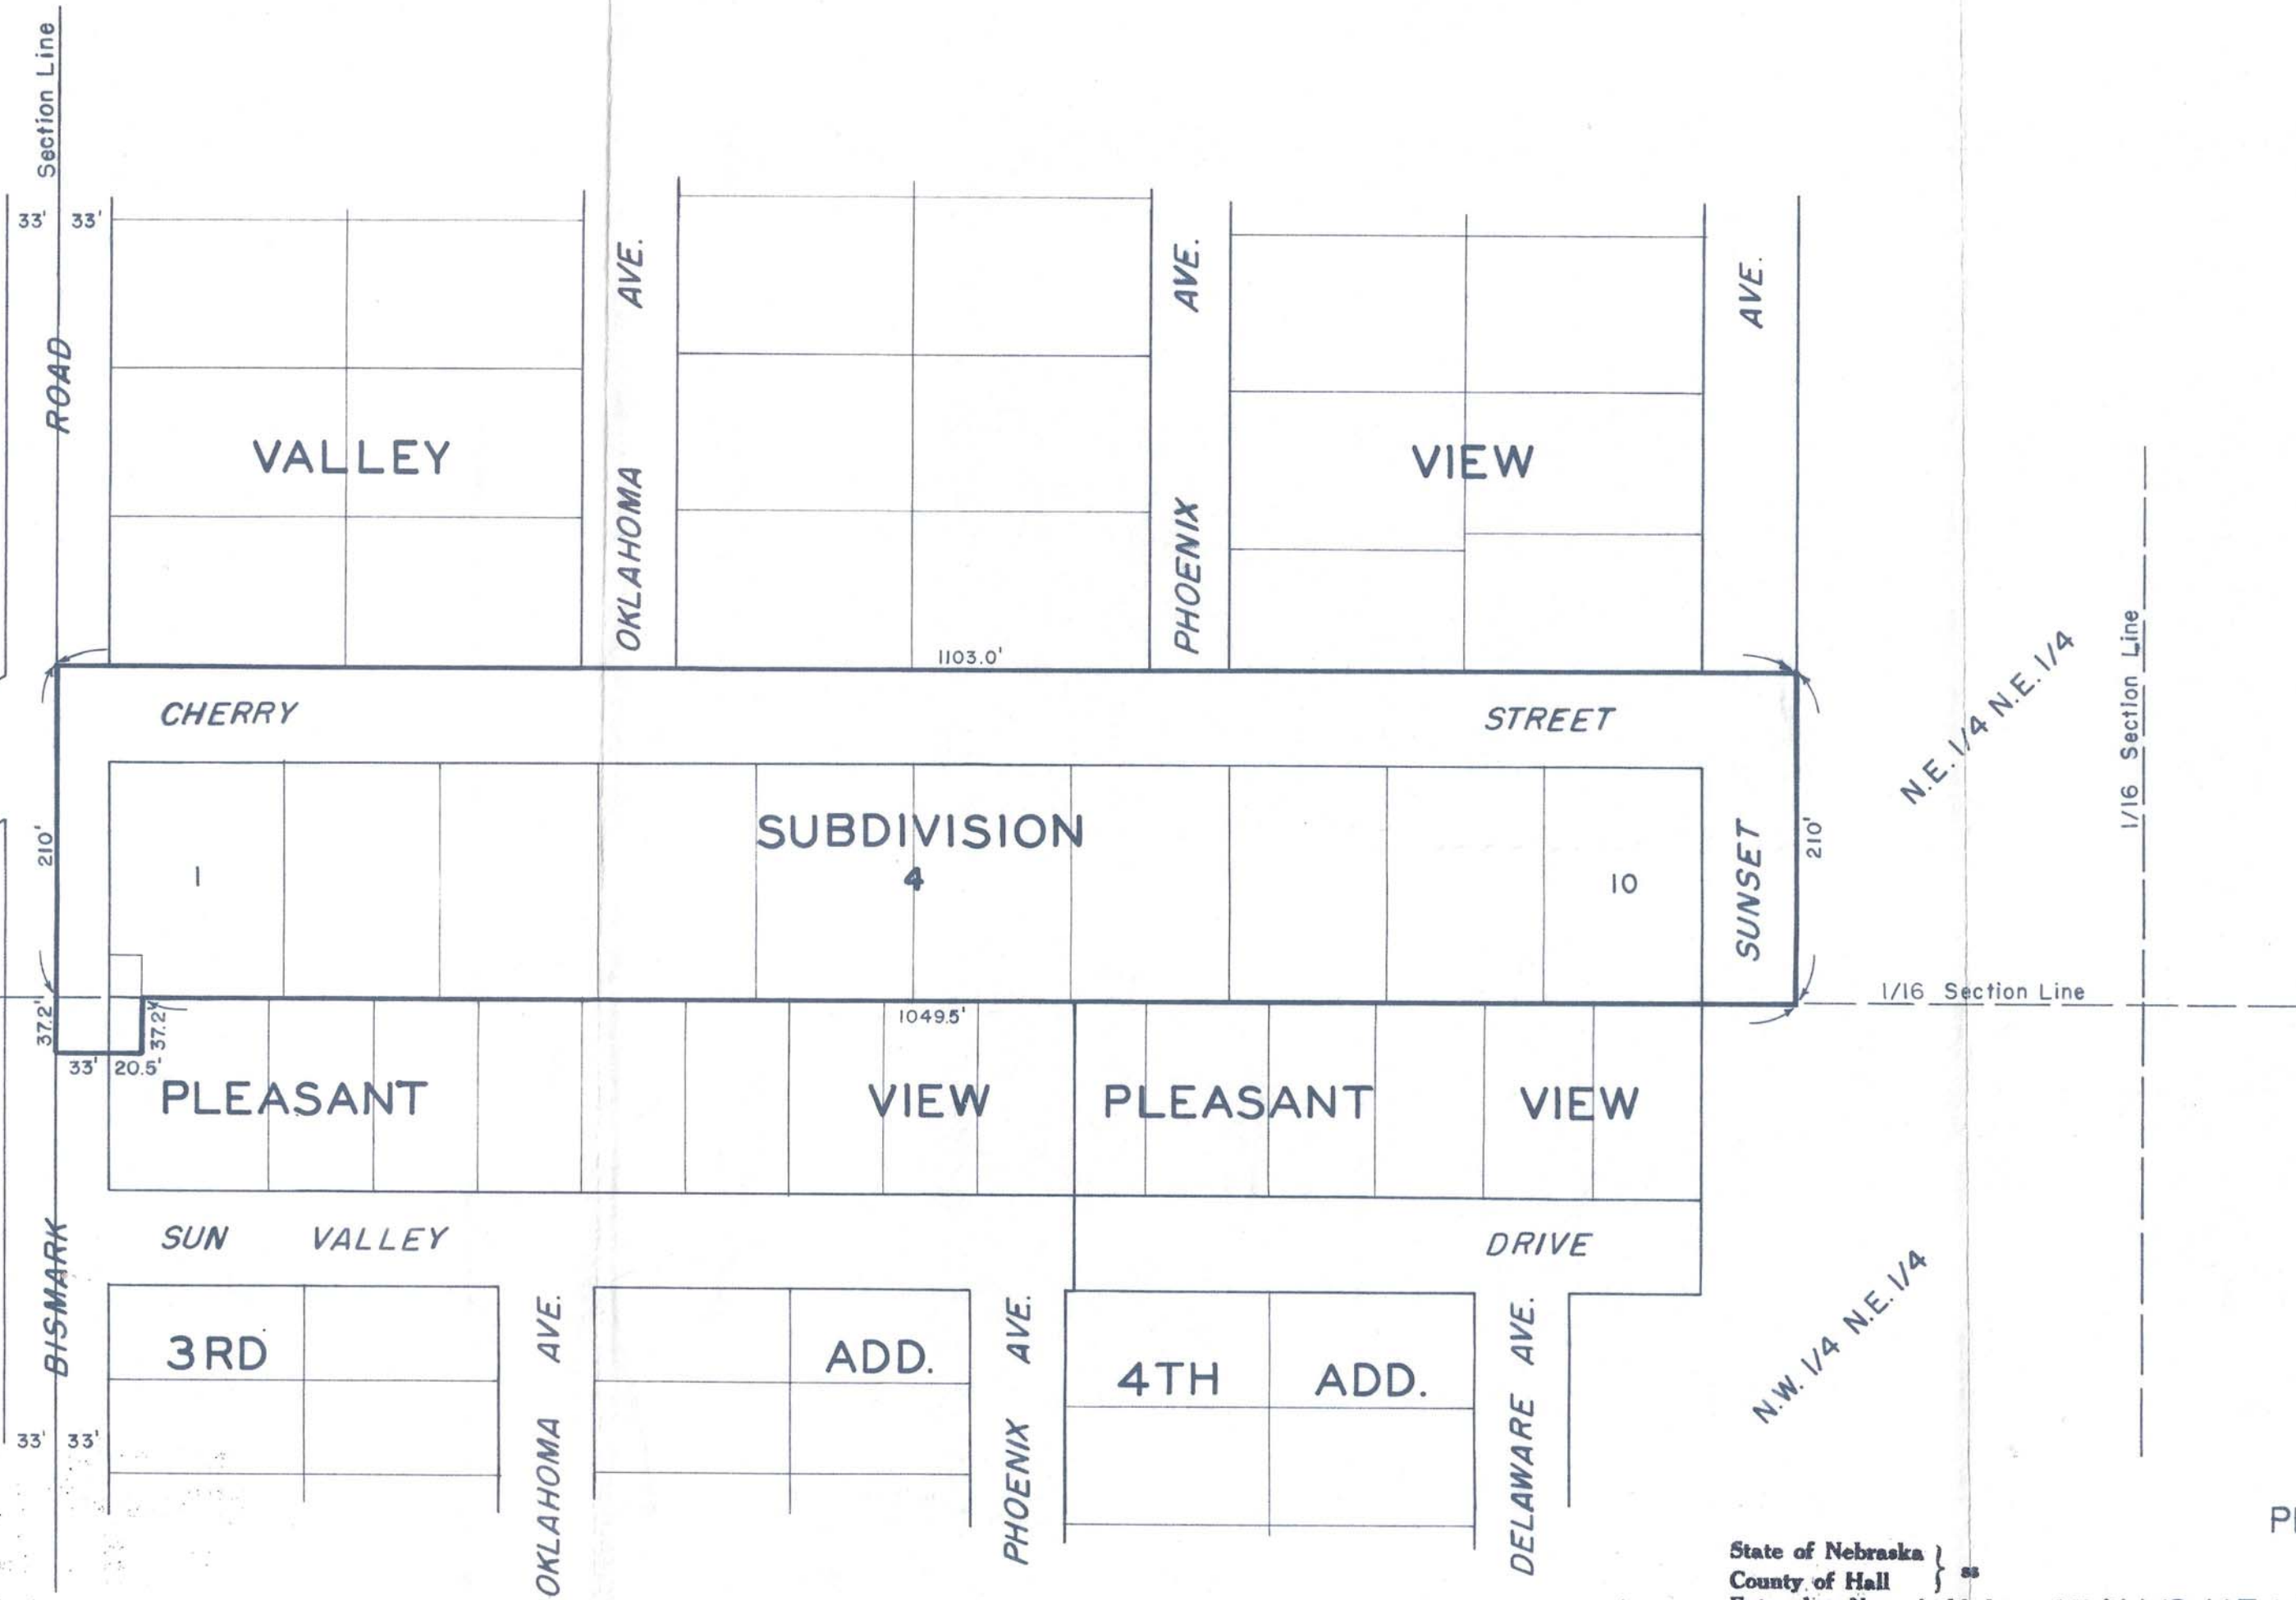 Section Line
33' 33'
AVE.
AVE.
AVE.
ROAD
VALLEY
VIEW
OKLAHOMA
PHOENIX
1103.0'
N.E. 1/4 N.E. 1/4
1/16 Section Line
CHERRY
STREET
SUBDIVISION
4
1
10
210'
210'
SUNSET
1/16 Section Line
37.2'
37.2'
1049.5'
33' 20.5'
PLEASANT VIEW
PLEASANT VIEW
SUN VALLEY
DRIVE
BISMARK
N.W. 1/4 N.E. 1/4
3RD
AVE.
ADD.
AVE.
4TH ADD.
OKLAHOMA
PHOENIX
DELAWARE AVE.
33' 33'
State of Nebraska
County of Hall } ss